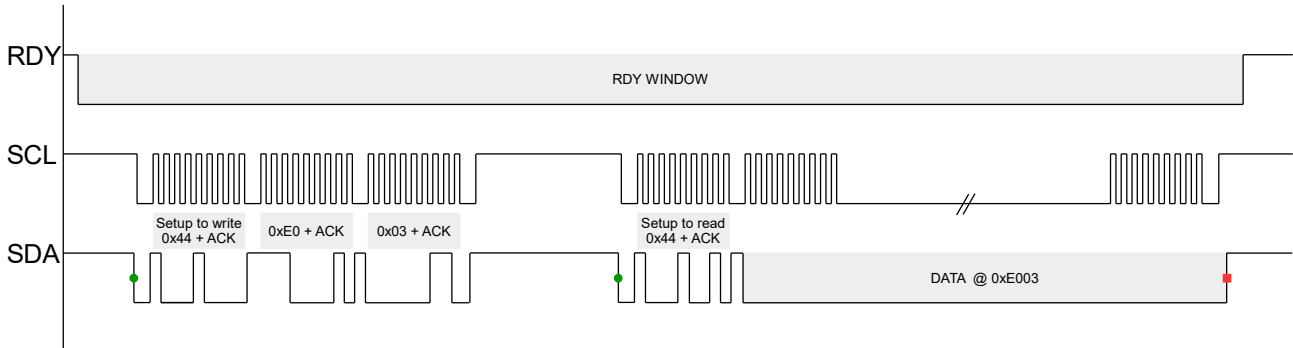 RDY
RDY WINDOW
SCL
Setup to write
0x44 + ACK
0xE0 + ACK
0x03 + ACK
Setup to read
0x44 + ACK
SDA
DATA @ 0xE003